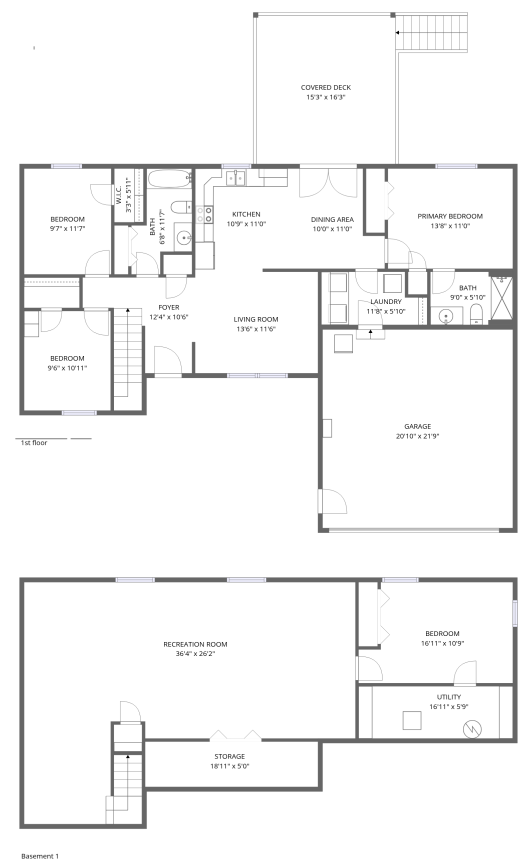 COVERED DECK
15'3" x 16'3"
BEDROOM
9'7" x 11'7"
W.I.C.
3'3" x 5'11"
BATH
6'8" x 11'7"
KITCHEN
10'9" x 11'0"
DINING AREA
10'0" x 11'0"
PRIMARY BEDROOM
13'8" x 11'0"
FOYER
12'4" x 10'6"
LIVING ROOM
13'6" x 11'6"
LAUNDRY
11'8" x 5'10"
BATH
9'0" x 5'10"
BEDROOM
9'6" x 10'11"
GARAGE
20'10" x 21'9"
1st floor
RECREATION ROOM
36'4" x 26'2"
BEDROOM
16'11" x 10'9"
UTILITY
16'11" x 5'9"
STORAGE
18'11" x 5'0"
Basement 1